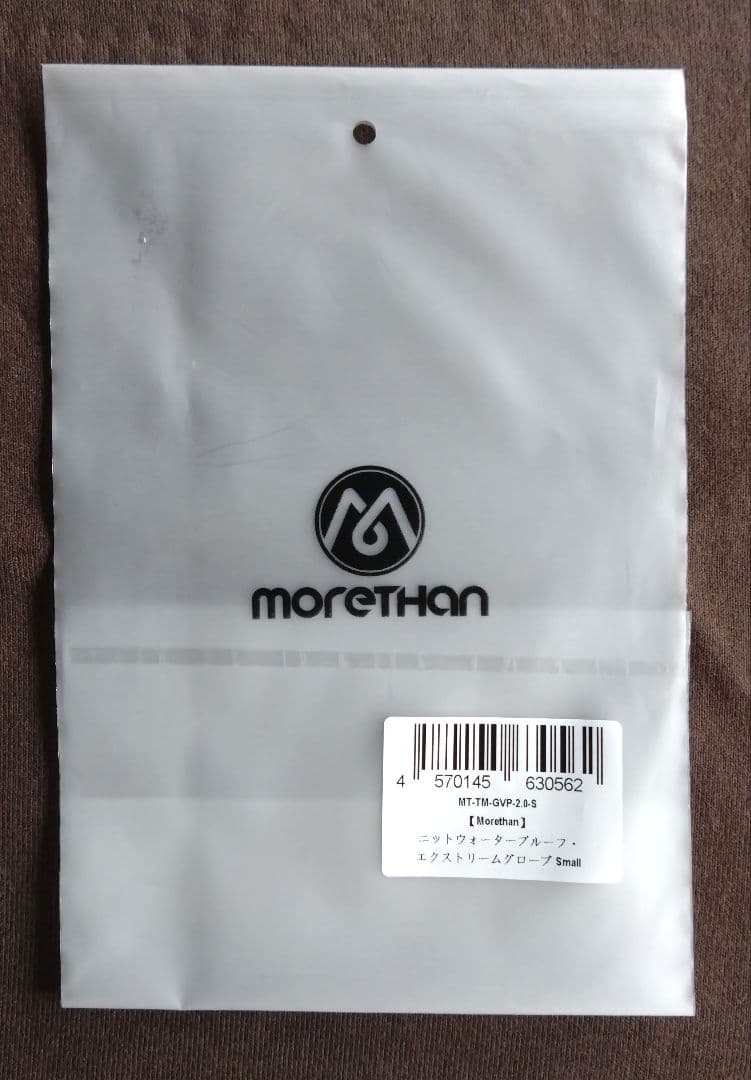 moreTHan
4 570145 630562
MT-TM-GVP-2.0-S
【Morethan】
ニットウォータープルーフ・
エクストリームグローブ Small